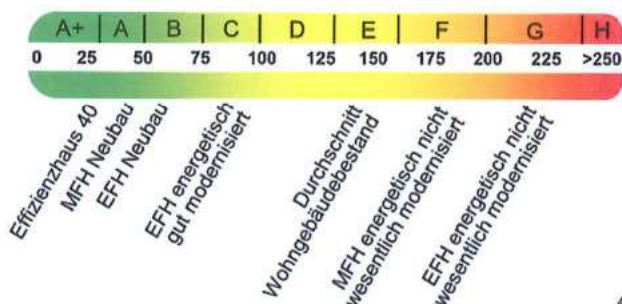 A+ A B C D E F G H
0 25 50 75 100 125 150 175 200 225 >250
Effizienzhaus 40
MFH Neubau
EFH Neubau
EFH energetisch
gut modernisiert
Durchschnitt
Wohngebäudebestand
MFH energetisch nicht
wesentlich modernisiert
EFH energetisch nicht
wesentlich modernisiert